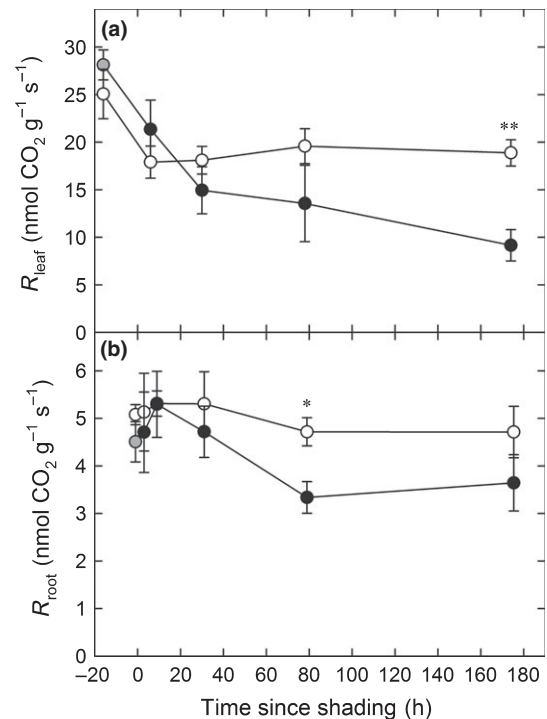 (a)
30
25
20
15
10
5
0
R_leaf (nmol CO₂ g⁻¹ s⁻¹)
**
(b)
6
5
4
3
2
1
0
R_root (nmol CO₂ g⁻¹ s⁻¹)
*
−20 0 20 40 60 80 100 120 140 160 180
Time since shading (h)